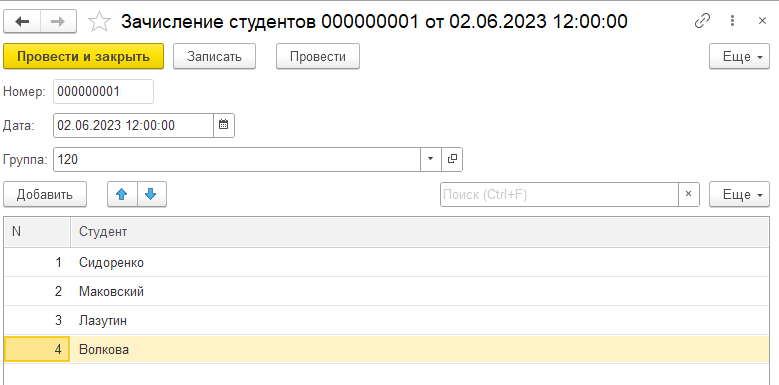 Зачисление студентов 000000001 от 02.06.2023 12:00:00
Провести и закрыть Записать Провести Еще
Номер: 000000001
Дата: 02.06.2023 12:00:00
Группа: 120
Добавить Поиск (Ctrl+F) × Еще
N Студент
1 Сидоренко
2 Маковский
3 Лазутин
4 Волкова